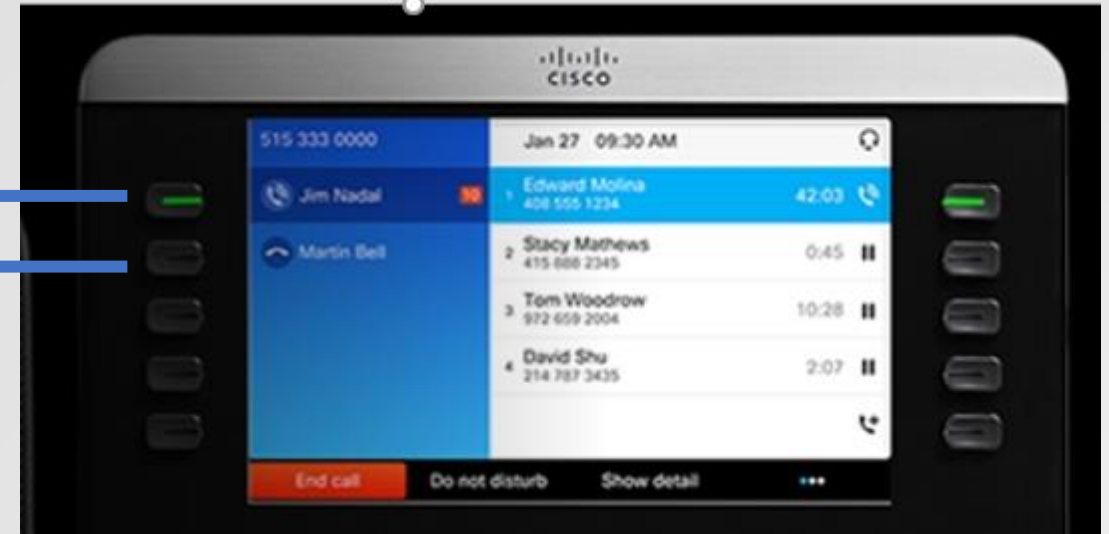 CISCO
515 333 0000
Jan 27 09:30 AM
Jim Nadal 10
1 Edward Molina 42:03
408 555 1234
Martin Bell
2 Stacy Mathews 0:45
415 888 2345
3 Tom Woodrow 10:28
972 659 2004
4 David Shu 2:07
214 787 3435
End call Do not disturb Show detail